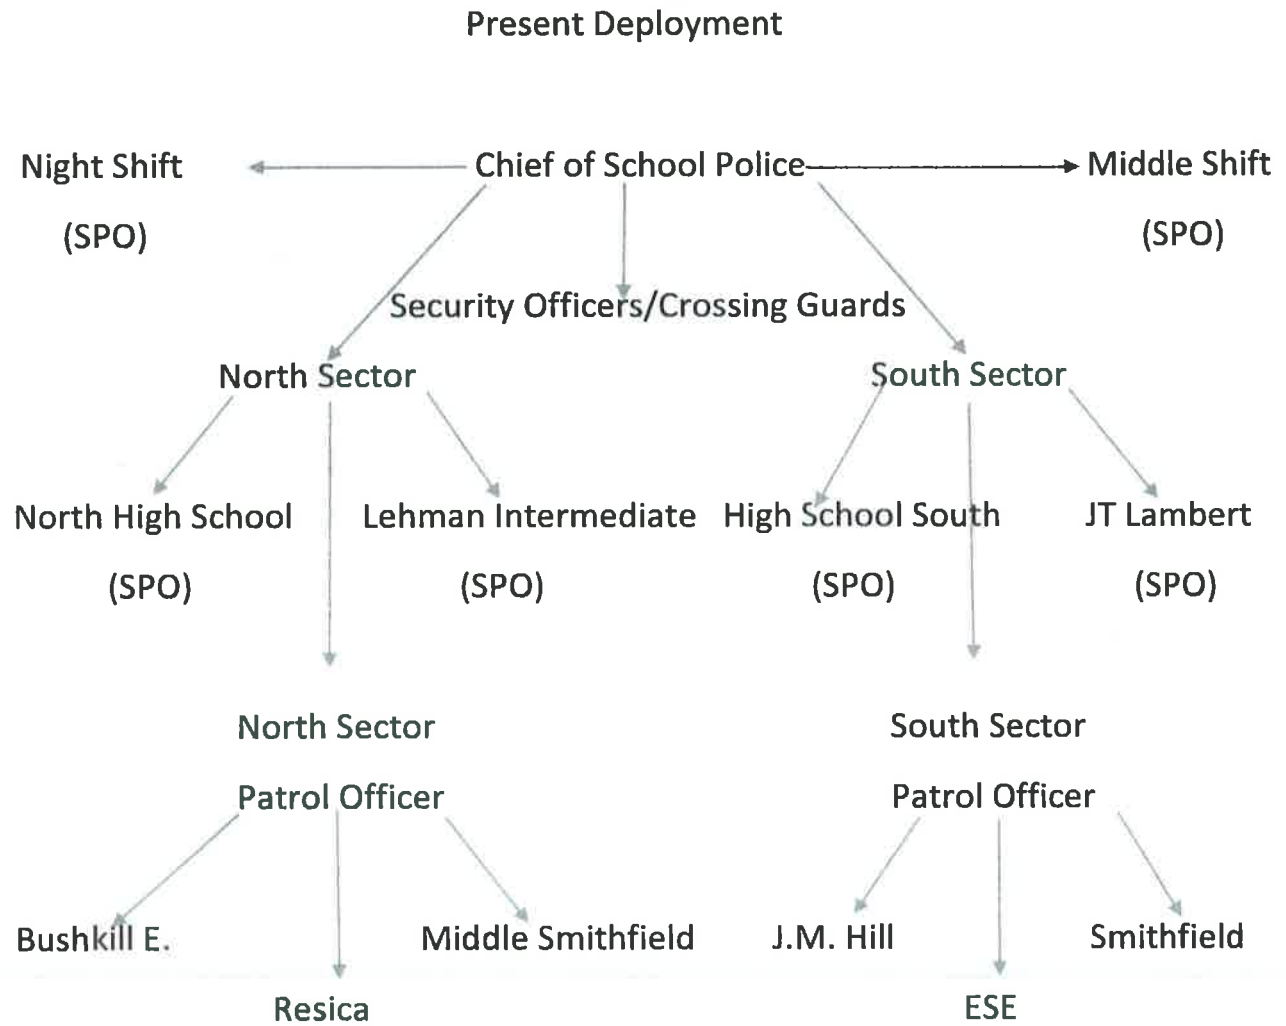 Present Deployment
Night Shift Chief of School Police Middle Shift
(SPO) (SPO)
Security Officers/Crossing Guards
North Sector South Sector
North High School Lehman Intermediate High School South JT Lambert
(SPO) (SPO) (SPO) (SPO)
North Sector South Sector
Patrol Officer Patrol Officer
Bushkill E. Middle Smithfield J.M. Hill Smithfield
Resica ESE